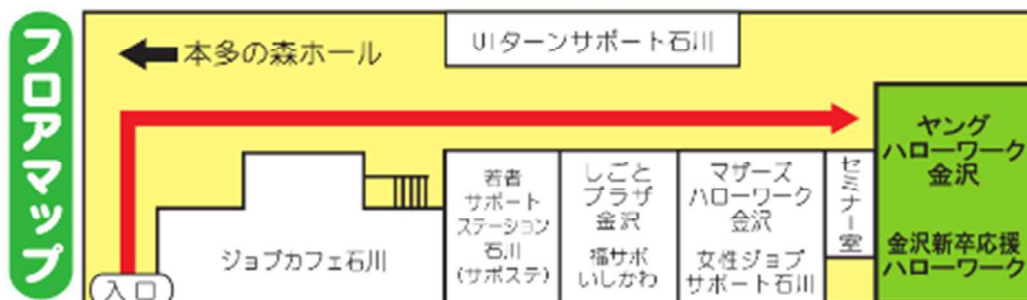 フロアマップ
本多の森ホール
UIターンサポート石川
ヤング
ハローワーク
金沢
金沢新卒応援
ハローワーク
セミナー室
マザーズ
ハローワーク
金沢
女性ジョブ
サポート石川
しごと
プラザ
金沢
福サポ
いしかわ
若者
サポート
ステーション
石川
(サポステ)
ジョブカフェ石川
入口